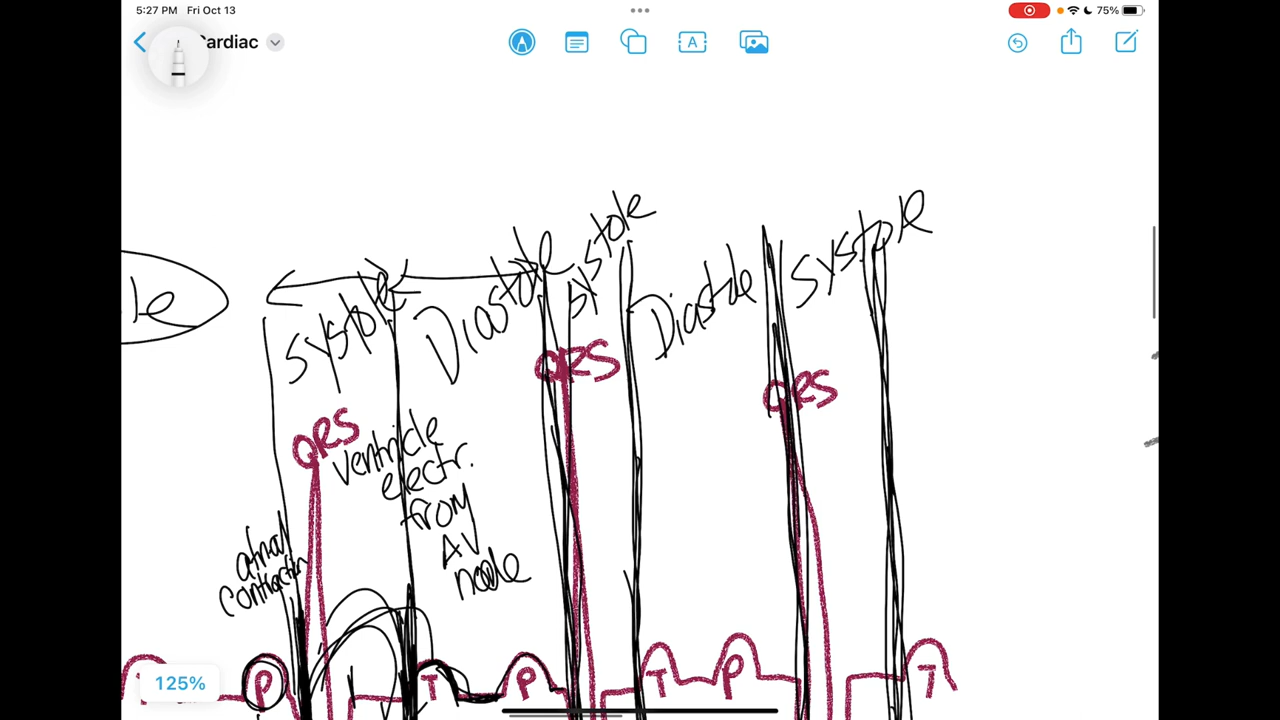 5:27 PM Fri Oct 13
75%
Cardiac
A
A
systole
Diastole
systole
Diastole
systole
le
QRS
QRS
QRS
ventricle
electr.
from
AV
node
atrial
contraction
P
T
P
T
P
T
125%